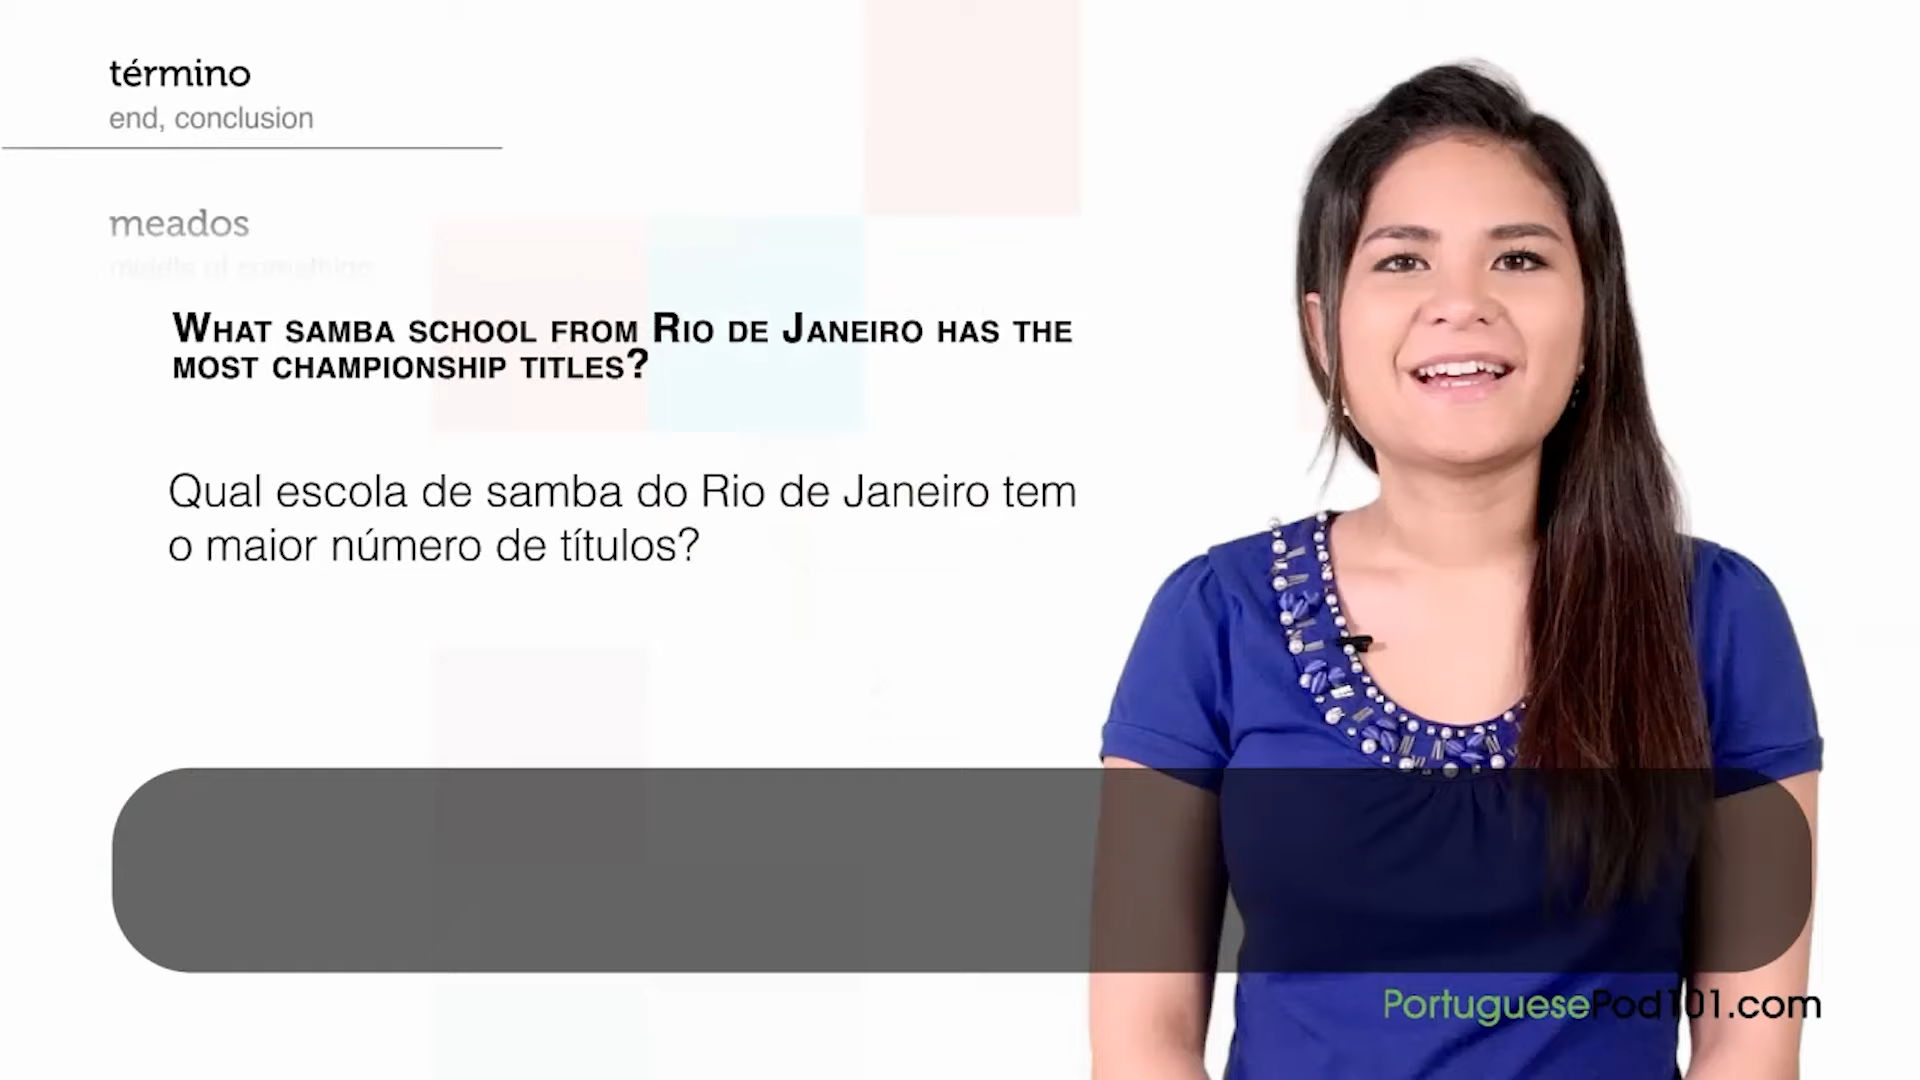 término
end, conclusion
meados
WHAT SAMBA SCHOOL FROM RIO DE JANEIRO HAS THE
MOST CHAMPIONSHIP TITLES?
Qual escola de samba do Rio de Janeiro tem
o maior número de títulos?
PortuguesePod101.com